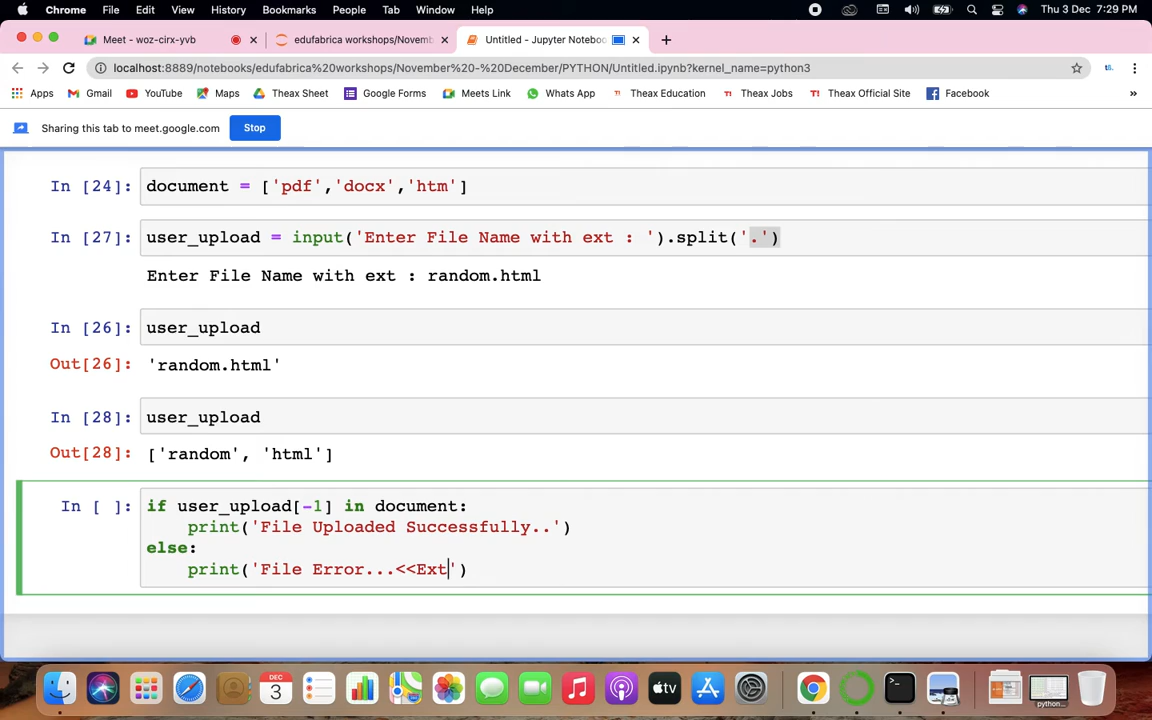 Chrome File Edit View History Bookmarks People Tab Window Help Thu 3 Dec 7:29 PM
Meet - woz-cirx-yvb edufabrica workshops/Novem Untitled - Jupyter Noteboo
localhost:8889/notebooks/edufabrica%20workshops/November%20-%20December/PYTHON/Untitled.ipynb?kernel_name=python3
Apps Gmail YouTube Maps Theax Sheet Google Forms Meets Link Whats App Theax Education Theax Jobs Theax Official Site Facebook »
Sharing this tab to meet.google.com Stop
In [24]: document = ['pdf','docx','htm']
In [27]: user_upload = input('Enter File Name with ext : ').split('.')
Enter File Name with ext : random.html
In [26]: user_upload
Out[26]: 'random.html'
In [28]: user_upload
Out[28]: ['random', 'html']
In [ ]: if user_upload[-1] in document:
print('File Uploaded Successfully..')
else:
print('File Error...<<Ext')
DEC
3
tv
python...